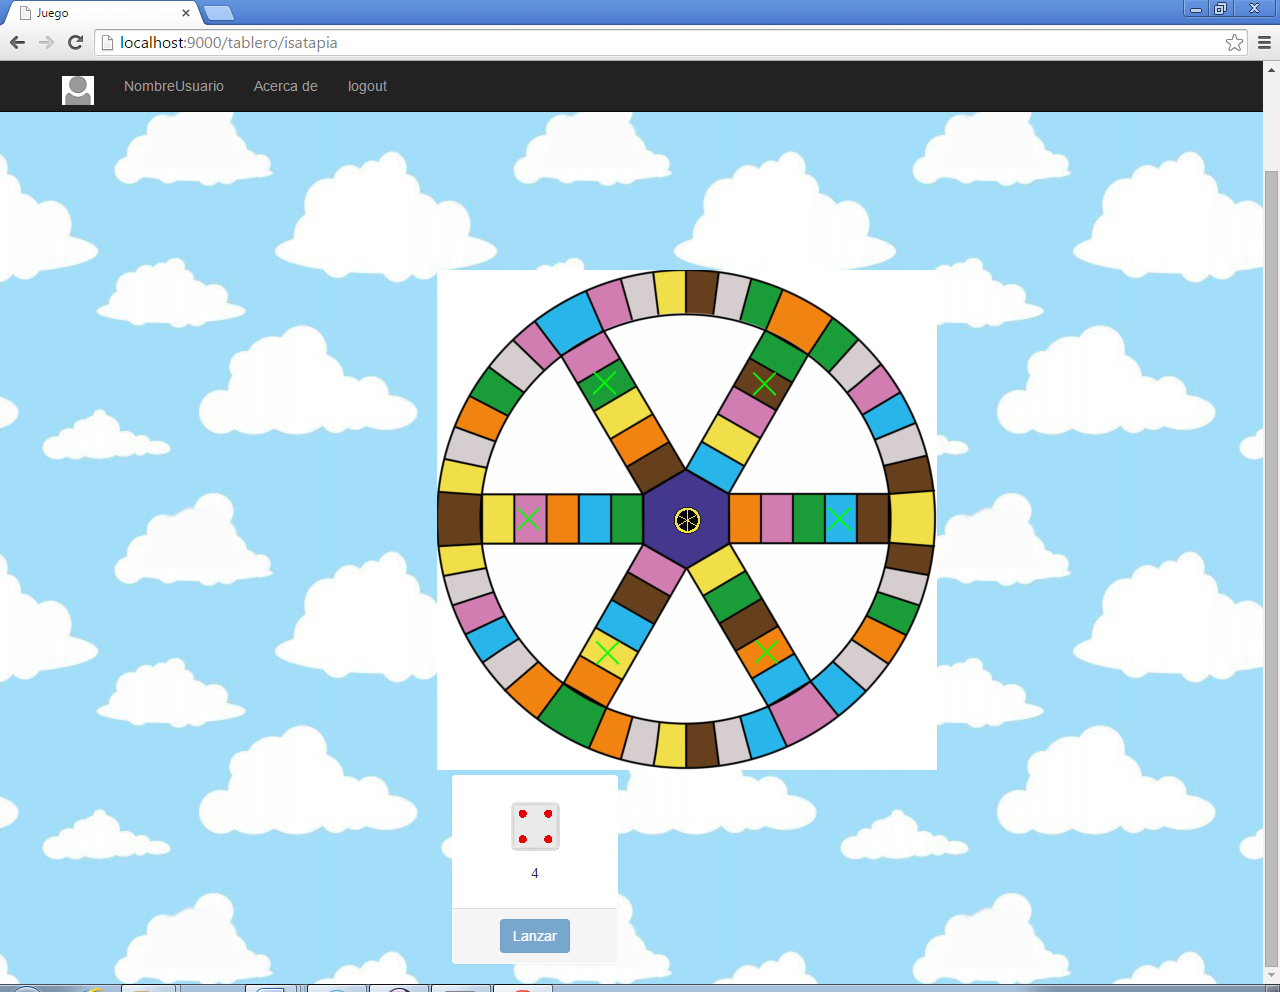 Juego
localhost:9000/tablero/isatapia
NombreUsuario Acerca de logout
4
Lanzar